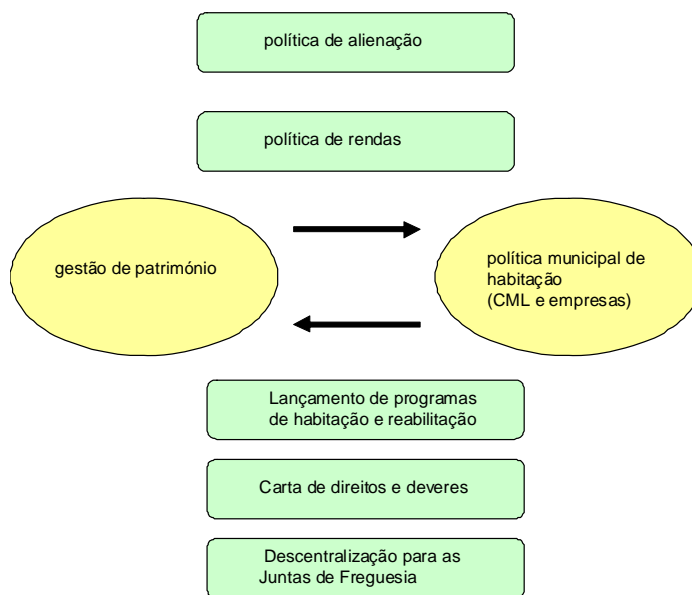 política de alienação
política de rendas
gestão de património
política municipal de
habitação
(CML e empresas)
Lançamento de programas
de habitação e reabilitação
Carta de direitos e deveres
Descentralização para as
Juntas de Freguesia